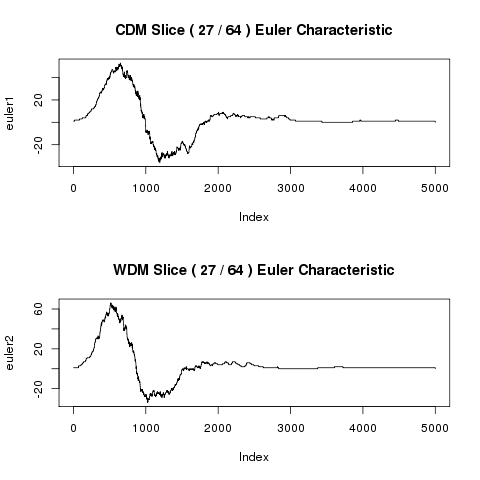 CDM Slice ( 27 / 64 ) Euler Characteristic
euler1
20
-20
0 1000 2000 3000 4000 5000
Index
WDM Slice ( 27 / 64 ) Euler Characteristic
euler2
60
20
-20
0 1000 2000 3000 4000 5000
Index